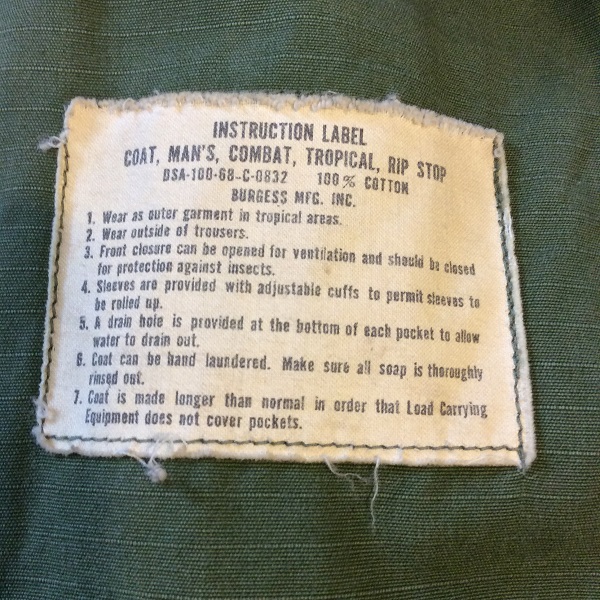 INSTRUCTION LABEL
COAT, MAN'S, COMBAT, TROPICAL, RIP STOP
DSA-100-68-C-0832 100% COTTON
BURGESS MFG. INC.
1. Wear as outer garment in tropical areas.
2. Wear outside of trousers.
3. Front closure can be opened for ventilation and should be closed
for protection against insects.
4. Sleeves are provided with adjustable cuffs to permit sleeves to
be rolled up.
5. A drain hole is provided at the bottom of each pocket to allow
water to drain out.
6. Coat can be hand laundered. Make sure all soap is thoroughly
rinsed out.
7. Coat is made longer than normal in order that Load Carrying
Equipment does not cover pockets.